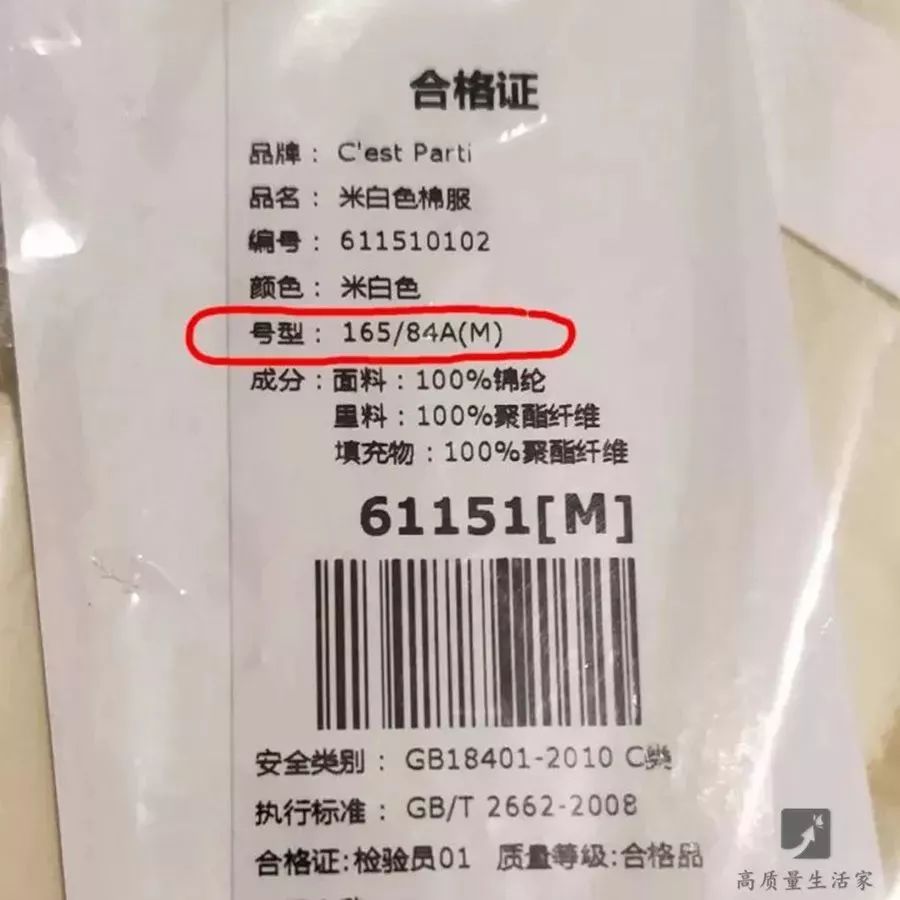 合格证
品牌：C'est Parti
品名：米白色棉服
编号：611510102
颜色：米白色
号型：165/84A(M)
成分：面料：100%锦纶
里料：100%聚酯纤维
填充物：100%聚酯纤维
61151[M]
安全类别：GB18401-2010 C类
执行标准：GB/T 2662-2008
合格证:检验员01 质量等级:合格品
高质量生活家